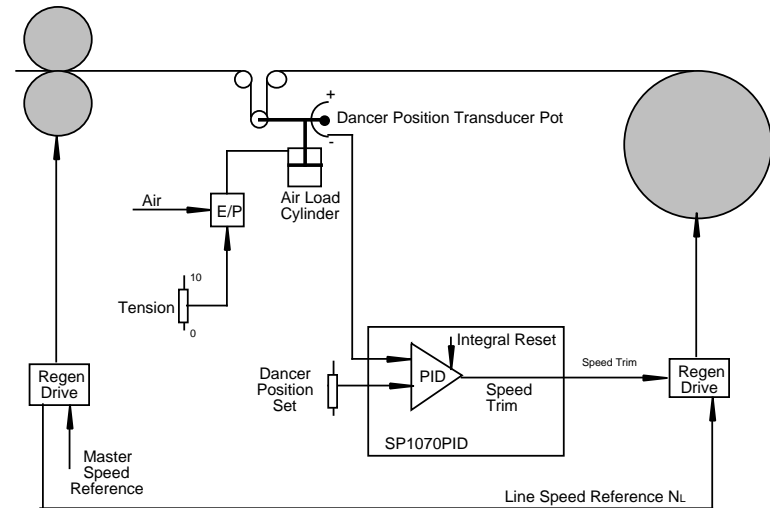 +
Dancer Position Transducer Pot
-
Air
E/P
Air Load
Cylinder
10
Tension
0
Integral Reset
PID
Speed
Trim
Speed Trim
Regen
Drive
Regen
Drive
Dancer
Position
Set
SP1070PID
Master
Speed
Reference
Line Speed Reference NL